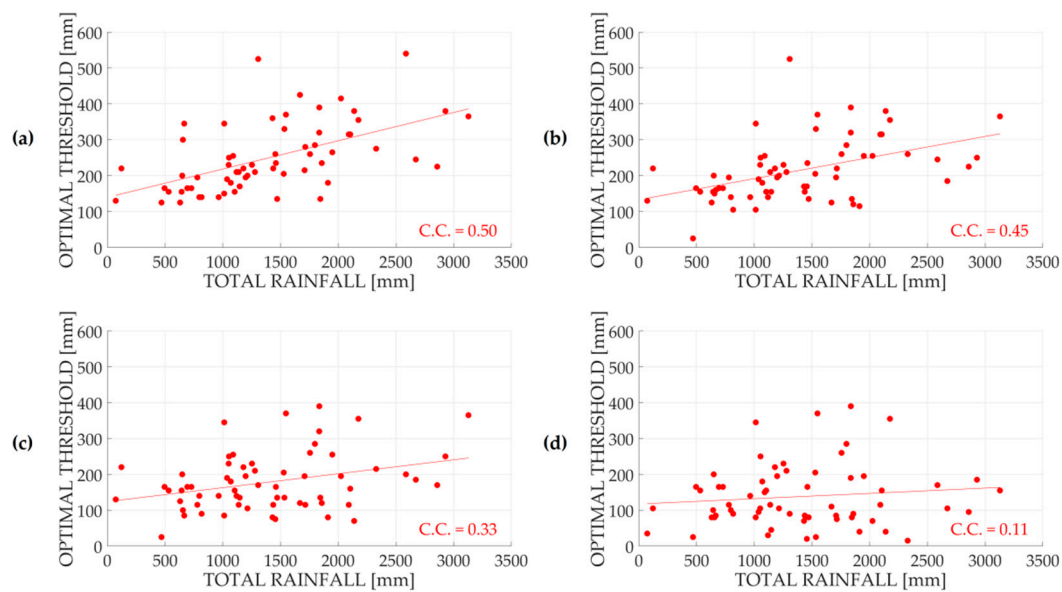 (a)
OPTIMAL THRESHOLD [mm]
600
500
400
300
200
100
0
0 500 1000 1500 2000 2500 3000 3500
TOTAL RAINFALL [mm]
C.C. = 0.50
(b)
OPTIMAL THRESHOLD [mm]
600
500
400
300
200
100
0
0 500 1000 1500 2000 2500 3000 3500
TOTAL RAINFALL [mm]
C.C. = 0.45
(c)
OPTIMAL THRESHOLD [mm]
600
500
400
300
200
100
0
0 500 1000 1500 2000 2500 3000 3500
TOTAL RAINFALL [mm]
C.C. = 0.33
(d)
OPTIMAL THRESHOLD [mm]
600
500
400
300
200
100
0
0 500 1000 1500 2000 2500 3000 3500
TOTAL RAINFALL [mm]
C.C. = 0.11